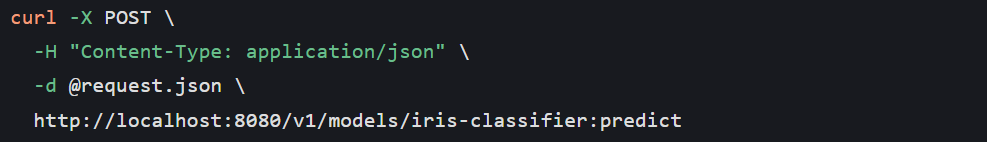 curl -X POST \
-H "Content-Type: application/json" \
-d @request.json \
http://localhost:8080/v1/models/iris-classifier:predict